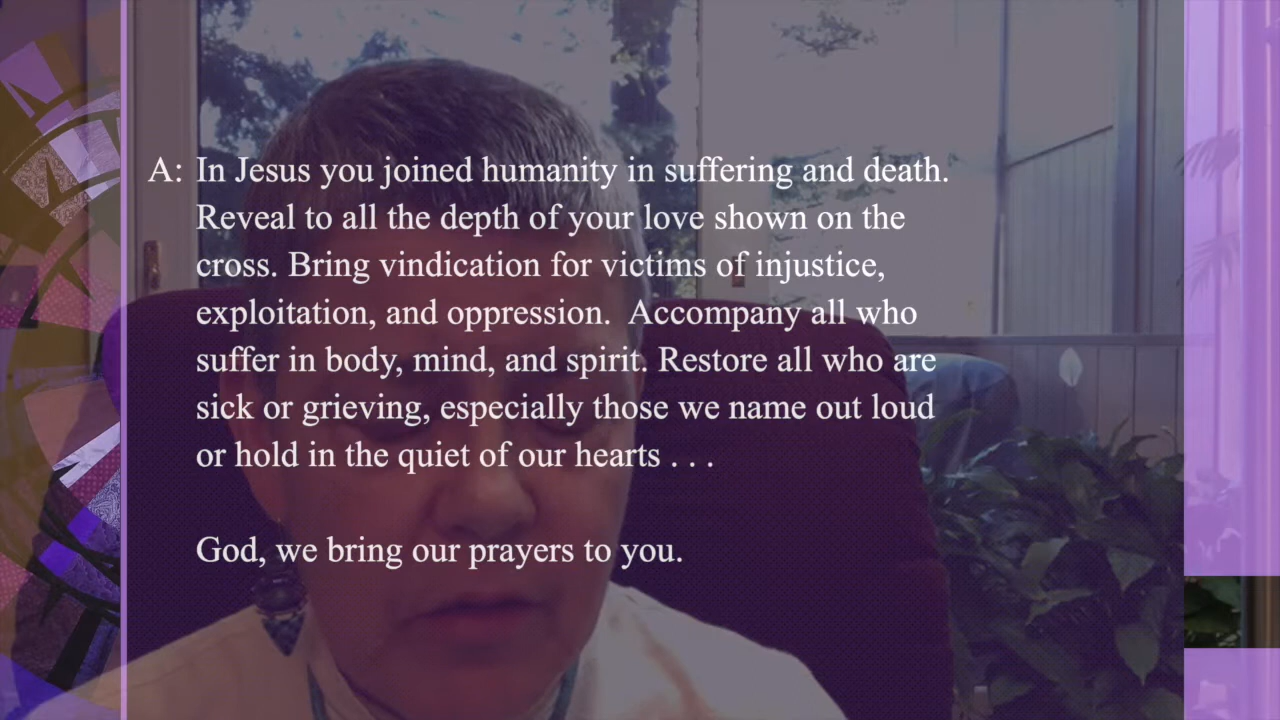 A: In Jesus you joined humanity in suffering and death.
Reveal to all the depth of your love shown on the
cross. Bring vindication for victims of injustice,
exploitation, and oppression.  Accompany all who
suffer in body, mind, and spirit. Restore all who are
sick or grieving, especially those we name out loud
or hold in the quiet of our hearts . . .
God, we bring our prayers to you.